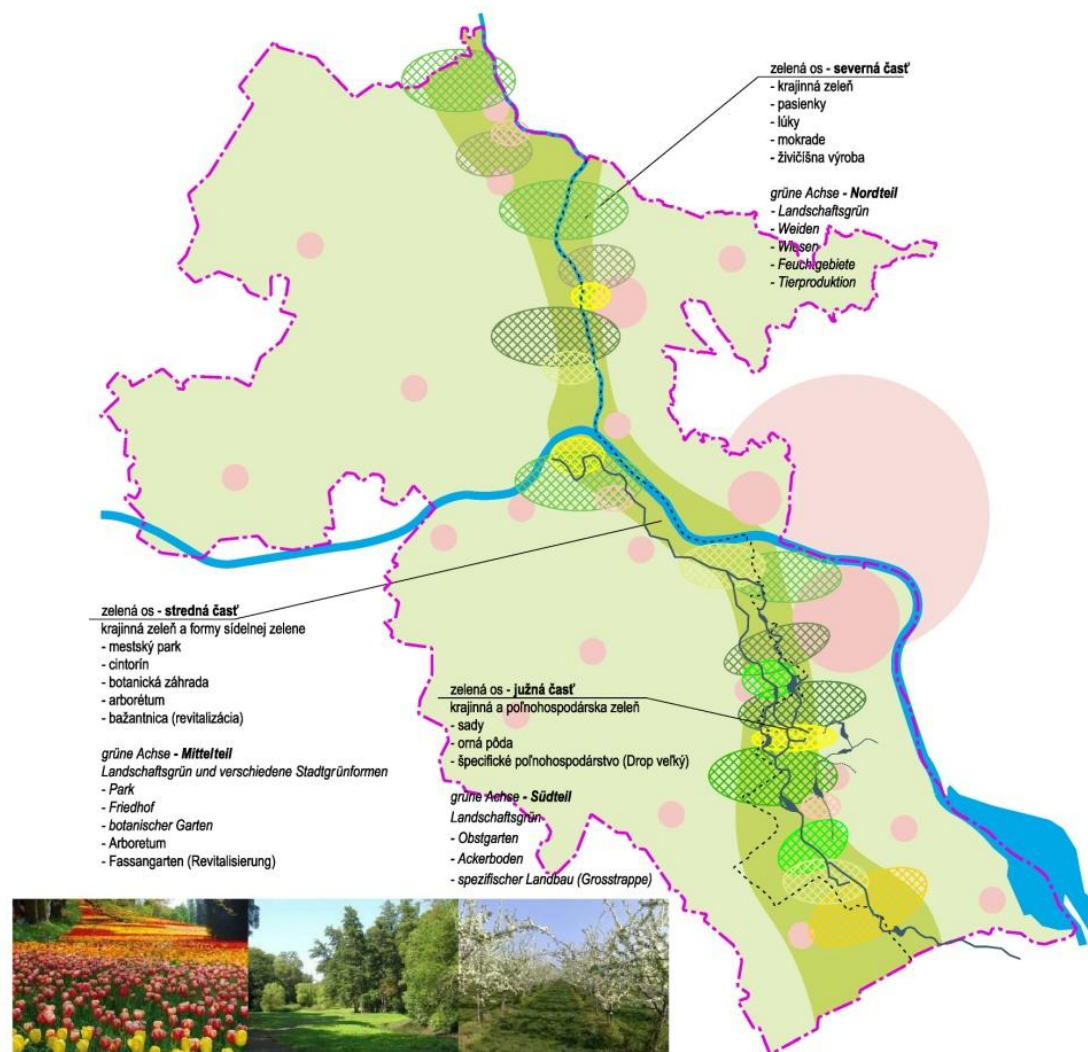 zelená os - severná časť
- krajinná zeleň
- pasienky
- lúky
- mokrade
- živičíšna výroba
grüne Achse - Nordteil
- Landschaftsgrün
- Weiden
- Wiesen
- Feuchtgebiete
- Tierproduktion
zelená os - stredná časť
krajinná zeleň a formy sídelnej zelene
- mestský park
- cintorín
- botanická záhrada
- arborétum
- bažantnica (revitalizácia)
grüne Achse - Mittelteil
Landschaftsgrün und verschiedene Stadtgrünformen
- Park
- Friedhof
- botanischer Garten
- Arboretum
- Fassangarten (Revitalisierung)
zelená os - južná časť
krajinná a poľnohospodárska zeleň
- sady
- orná pôda
- špecifické poľnohospodárstvo (Drop veľký)
grüne Achse - Südteil
Landschaftsgrün
- Obstgarten
- Ackerboden
- spezifischer Landbau (Grosstrappe)